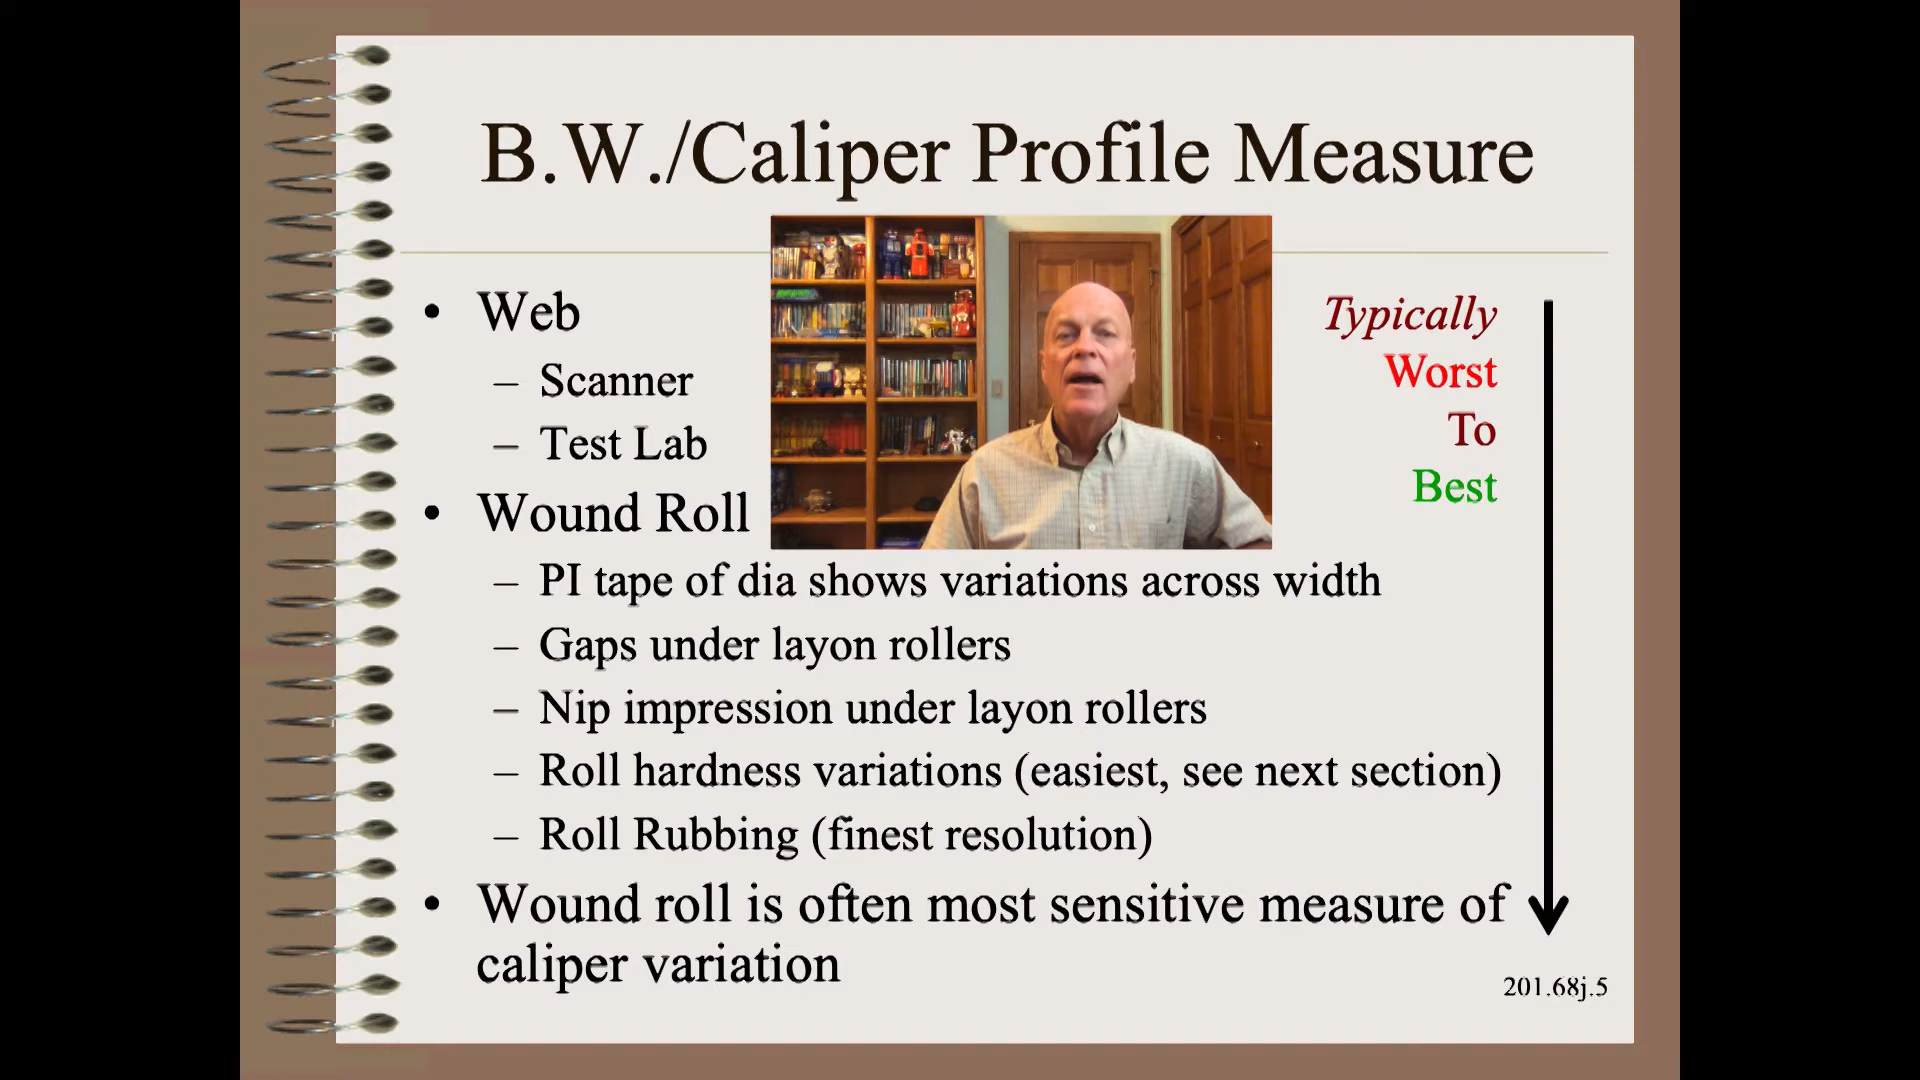 B.W./Caliper Profile Measure
• Web
– Scanner
– Test Lab
• Wound Roll
– PI tape of dia shows variations across width
– Gaps under layon rollers
– Nip impression under layon rollers
– Roll hardness variations (easiest, see next section)
– Roll Rubbing (finest resolution)
• Wound roll is often most sensitive measure of
caliper variation
Typically
Worst
To
Best
201.68j.5